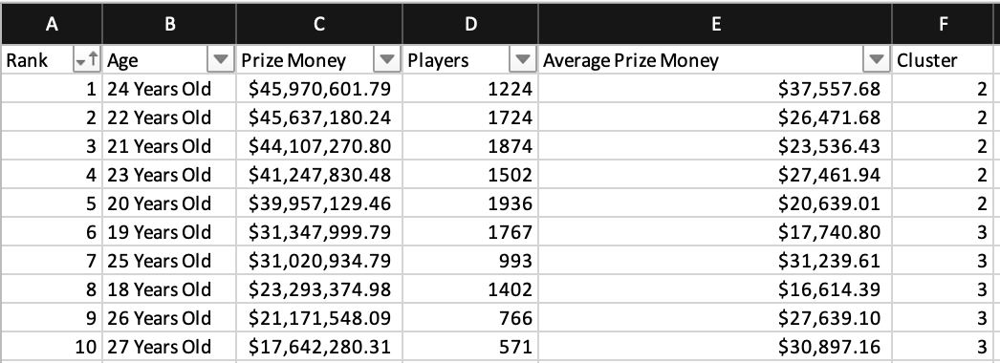 A B C D E F
Rank Age Prize Money Players Average Prize Money Cluster
1 24 Years Old $45,970,601.79 1224 $37,557.68 2
2 22 Years Old $45,637,180.24 1724 $26,471.68 2
3 21 Years Old $44,107,270.80 1874 $23,536.43 2
4 23 Years Old $41,247,830.48 1502 $27,461.94 2
5 20 Years Old $39,957,129.46 1936 $20,639.01 2
6 19 Years Old $31,347,999.79 1767 $17,740.80 3
7 25 Years Old $31,020,934.79 993 $31,239.61 3
8 18 Years Old $23,293,374.98 1402 $16,614.39 3
9 26 Years Old $21,171,548.09 766 $27,639.10 3
10 27 Years Old $17,642,280.31 571 $30,897.16 3